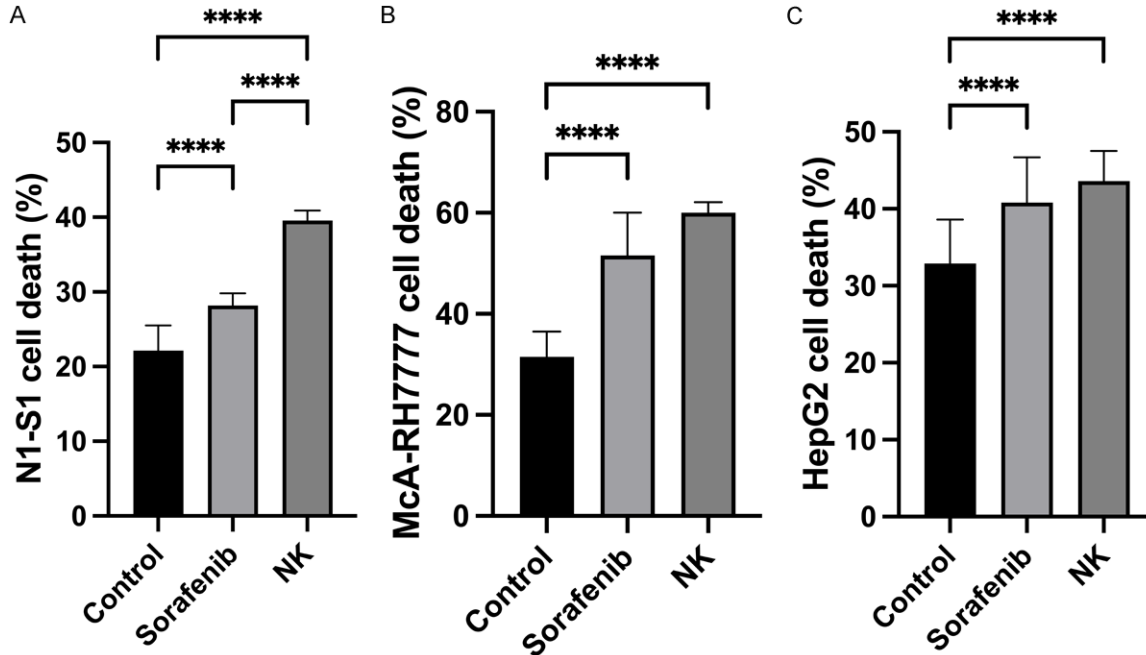 A
N1-S1 cell death (%)
50
40
30
20
10
0
****
****
****
Control
Sorafenib
NK
B
McA-RH7777 cell death (%)
80
60
40
20
0
****
****
Control
Sorafenib
NK
C
HepG2 cell death (%)
50
40
30
20
10
0
****
****
Control
Sorafenib
NK